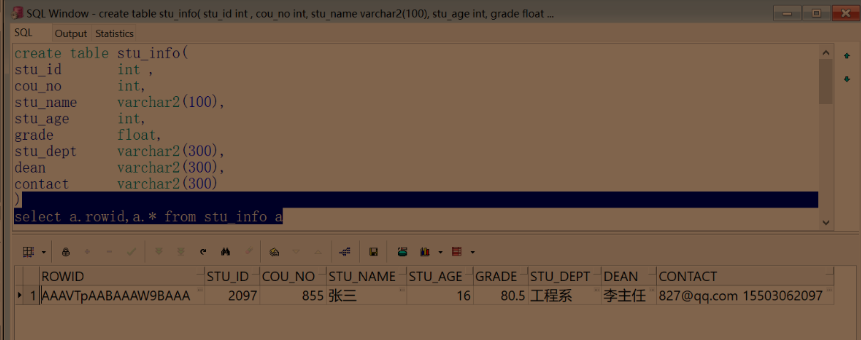 SQL Window - create table stu_info( stu_id int , cou_no int, stu_name varchar2(100), stu_age int, grade float ...
SQL Output Statistics
create table stu_info(
stu_id int ,
cou_no int,
stu_name varchar2(100),
stu_age int,
grade float,
stu_dept varchar2(300),
dean varchar2(300),
contact varchar2(300)
)
select a.rowid,a.* from stu_info a
ROWID STU_ID COU_NO STU_NAME STU_AGE GRADE STU_DEPT DEAN CONTACT
1 AAAVTpAABAAAW9BAAA 2097 855 张三 16 80.5 工程系 李主任 827@qq.com 15503062097